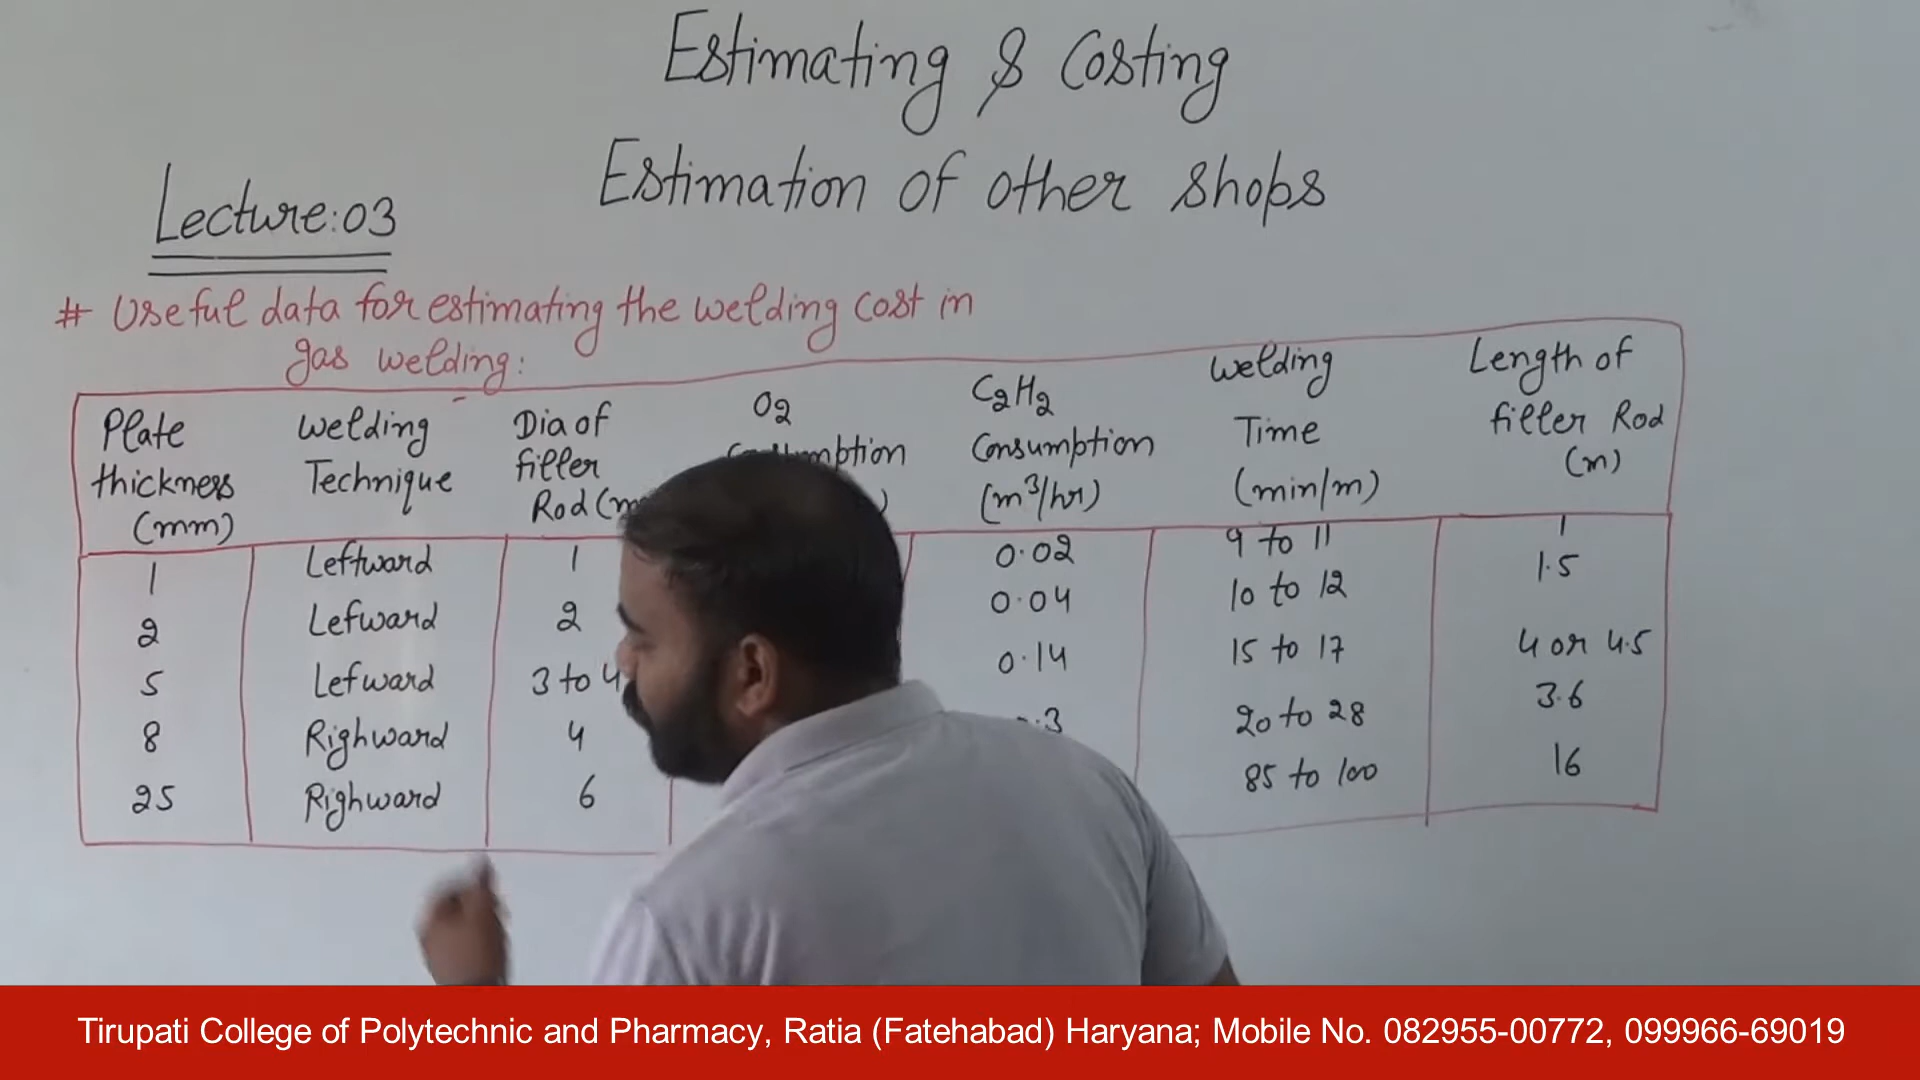 Estimating & Costing
Estimation of other shops
Lecture:03
# Useful data for estimating the welding cost in
gas welding:
Plate thickness (mm)
Welding Technique
Dia of filler Rod
O2
C2H2 Consumption (m³/hr)
Welding Time (min/m)
Length of filler Rod (m)
1 Leftward 1 0.02 9 to 11 1
2 Lefward 2 0.04 10 to 12 1.5
5 Lefward 3 to 4 0.14 15 to 17 4 or 4.5
8 Righward 4 20 to 28 3.6
25 Righward 6 85 to 100 16
Tirupati College of Polytechnic and Pharmacy, Ratia (Fatehabad) Haryana; Mobile No. 082955-00772, 099966-69019